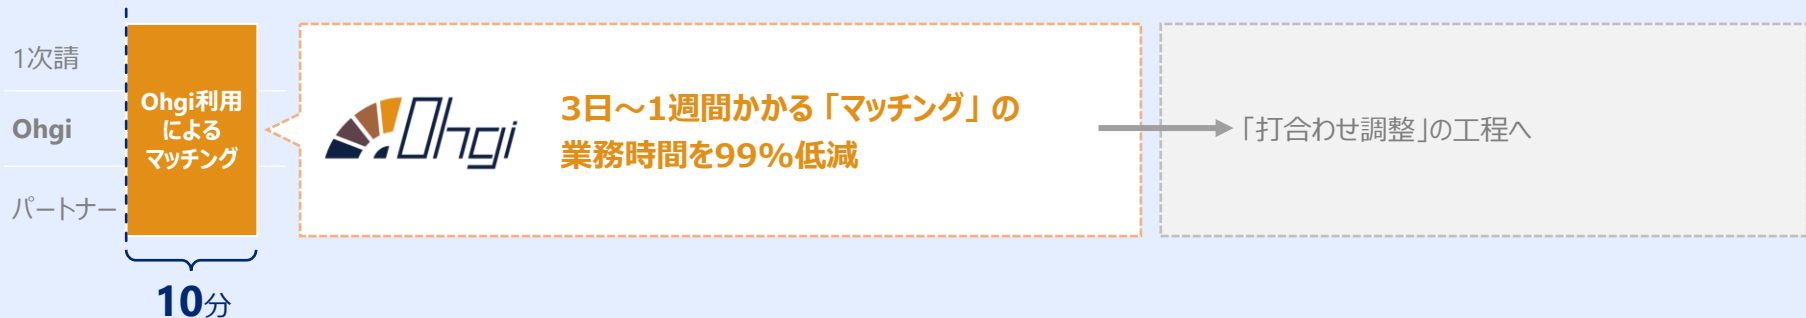 1次請
Ohgi
パートナー
Ohgi利用
による
マッチング
10分
Ohgi
3日～1週間かかる「マッチング」の
業務時間を99%低減
「打合わせ調整」の工程へ